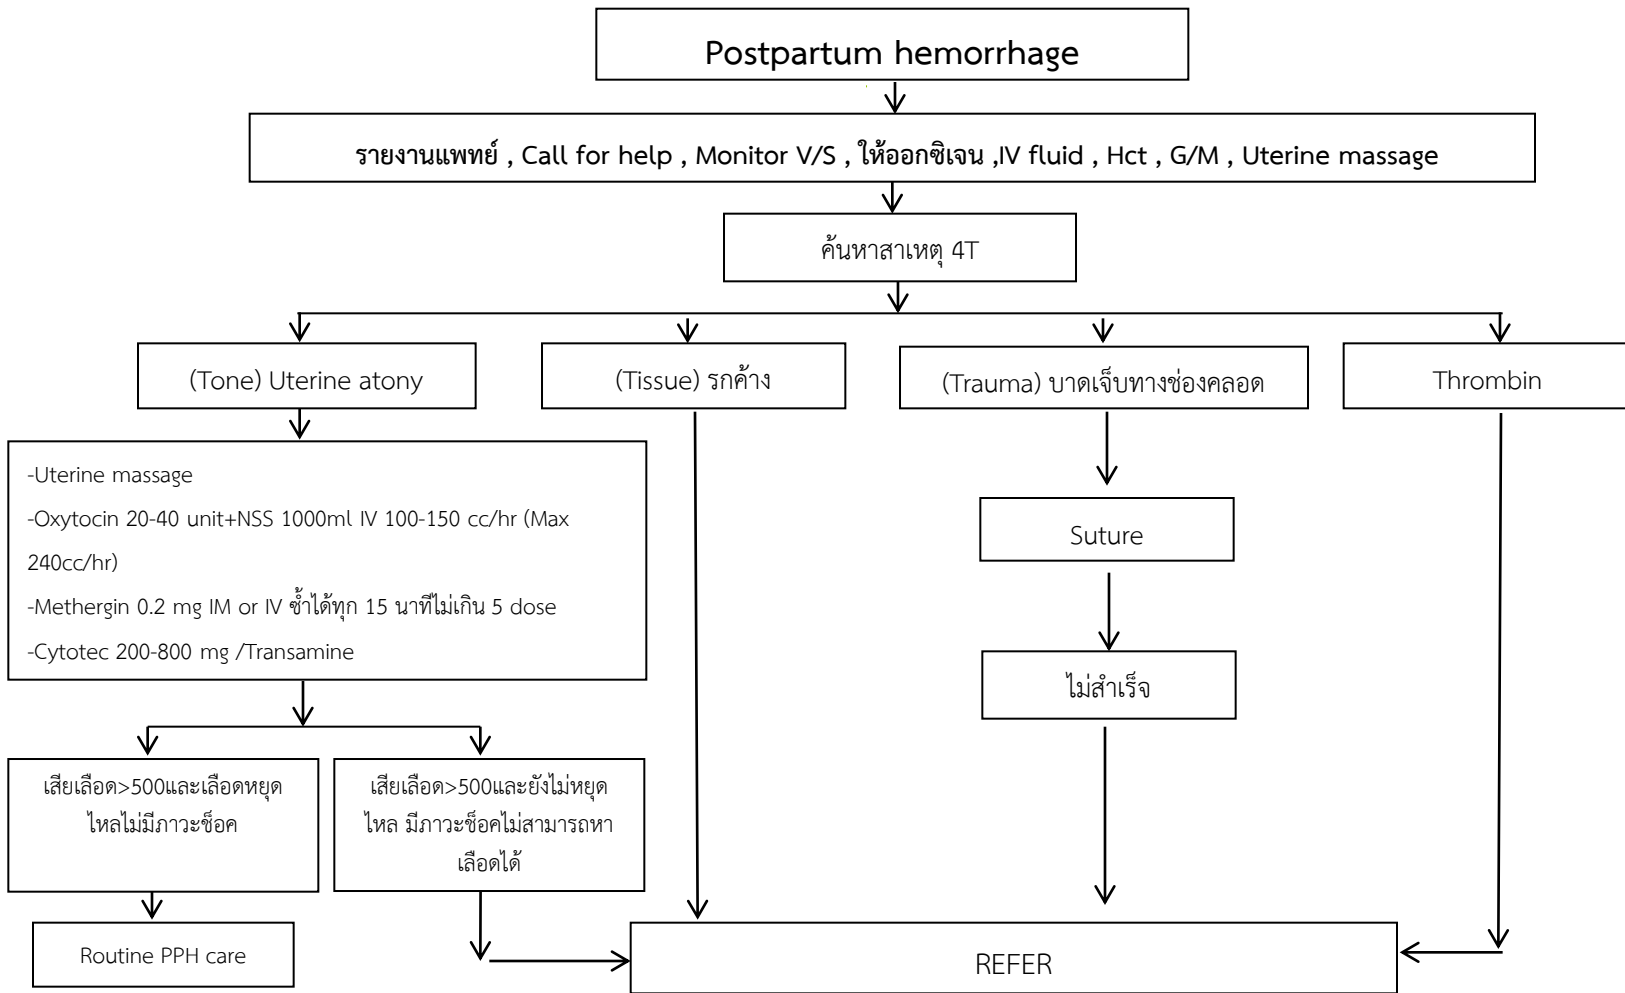 Postpartum hemorrhage
รายงานแพทย์ , Call for help , Monitor V/S , ให้ออกซิเจน ,IV fluid , Hct , G/M , Uterine massage
ค้นหาสาเหตุ 4T
(Tone) Uterine atony
(Tissue) รกค้าง
(Trauma) บาดเจ็บทางช่องคลอด
Thrombin
-Uterine massage
-Oxytocin 20-40 unit+NSS 1000ml IV 100-150 cc/hr (Max
240cc/hr)
-Methergin 0.2 mg IM or IV ซ้ำได้ทุก 15 นาทีไม่เกิน 5 dose
-Cytotec 200-800 mg /Transamine
Suture
ไม่สำเร็จ
เสียเลือด>500และเลือดหยุด
ไหลไม่มีภาวะช็อค
เสียเลือด>500และยังไม่หยุด
ไหล มีภาวะช็อคไม่สามารถหา
เลือดได้
Routine PPH care
REFER